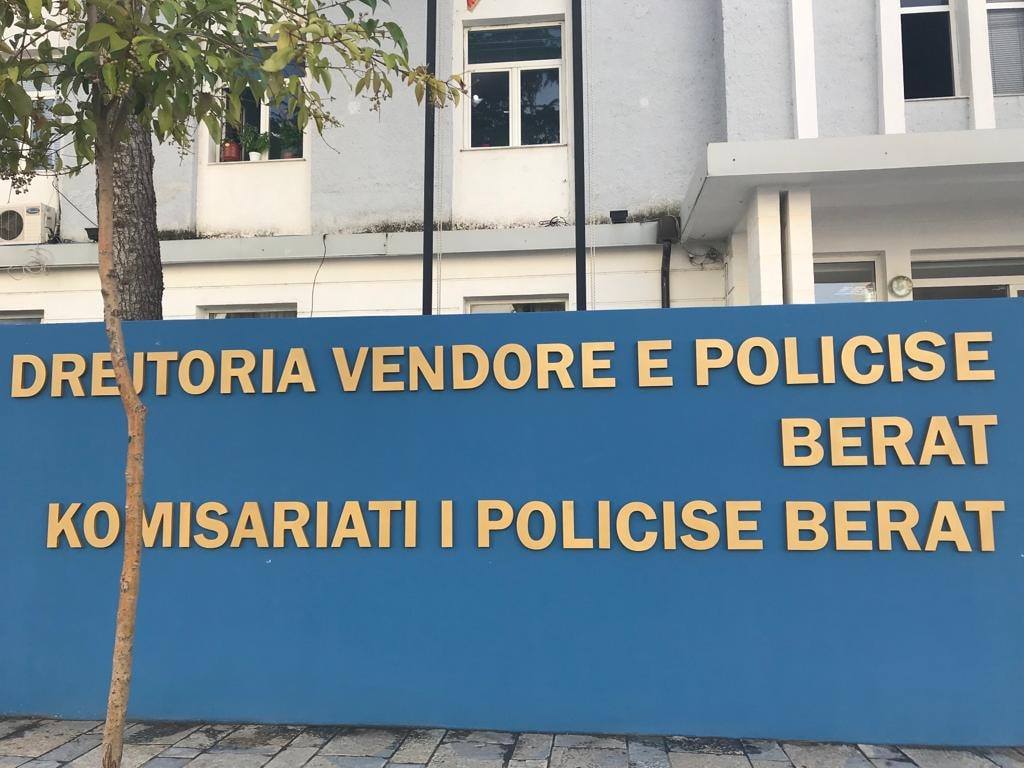 DREJTORIA VENDORE E POLICISE
BERAT
KOMISARIATI I POLICISE BERAT